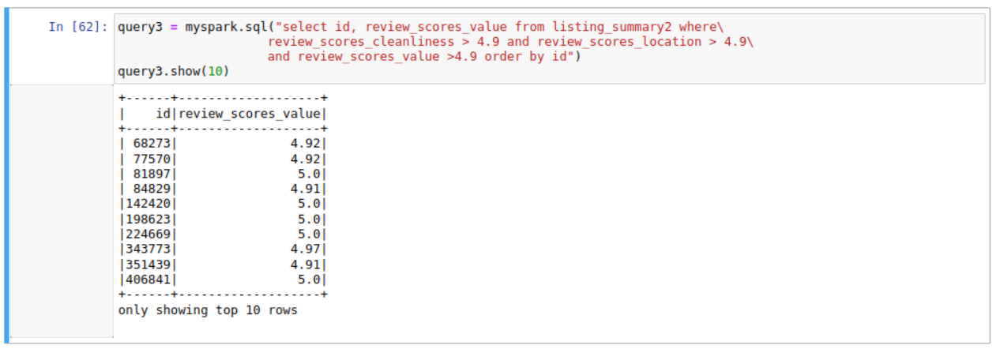 In [62]: query3 = myspark.sql("select id, review_scores_value from listing_summary2 where\
review_scores_cleanliness > 4.9 and review_scores_location > 4.9\
and review_scores_value >4.9 order by id")
query3.show(10)
+------+-------------------+
|    id|review_scores_value|
+------+-------------------+
| 68273|               4.92|
| 77570|               4.92|
| 81897|                5.0|
| 84829|               4.91|
|142420|                5.0|
|198623|                5.0|
|224669|                5.0|
|343773|               4.97|
|351439|               4.91|
|406841|                5.0|
+------+-------------------+
only showing top 10 rows